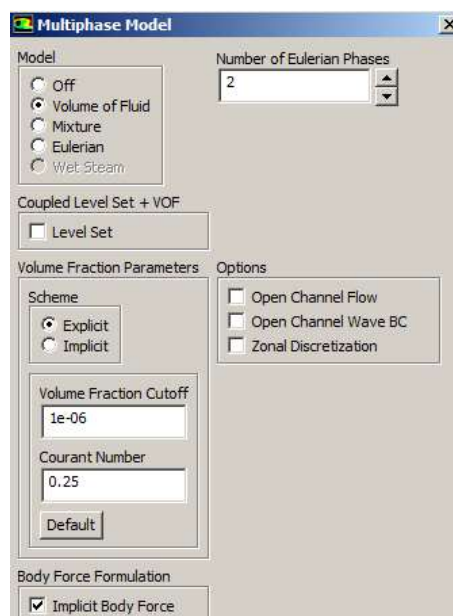 Multiphase Model
Model
Off
Volume of Fluid
Mixture
Eulerian
Wet Steam
Number of Eulerian Phases
2
Coupled Level Set + VOF
Level Set
Volume Fraction Parameters
Scheme
Explicit
Implicit
Volume Fraction Cutoff
1e-06
Courant Number
0.25
Default
Options
Open Channel Flow
Open Channel Wave BC
Zonal Discretization
Body Force Formulation
Implicit Body Force